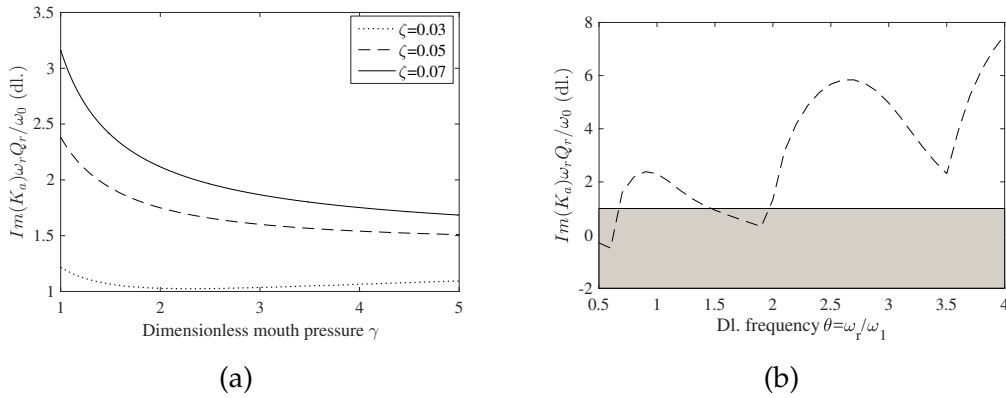 3.5
3
2.5
2
1.5
1
1 2 3 4 5
Im(K_a)ω_rQ_r/ω_0 (dl.)
Dimensionless mouth pressure γ
ζ=0.03
ζ=0.05
ζ=0.07
(a)
8
6
4
2
0
-2
0.5 1 1.5 2 2.5 3 3.5 4
Im(K_a)ω_rQ_r/ω_0 (dl.)
Dl. frequency θ=ω_r/ω_1
(b)